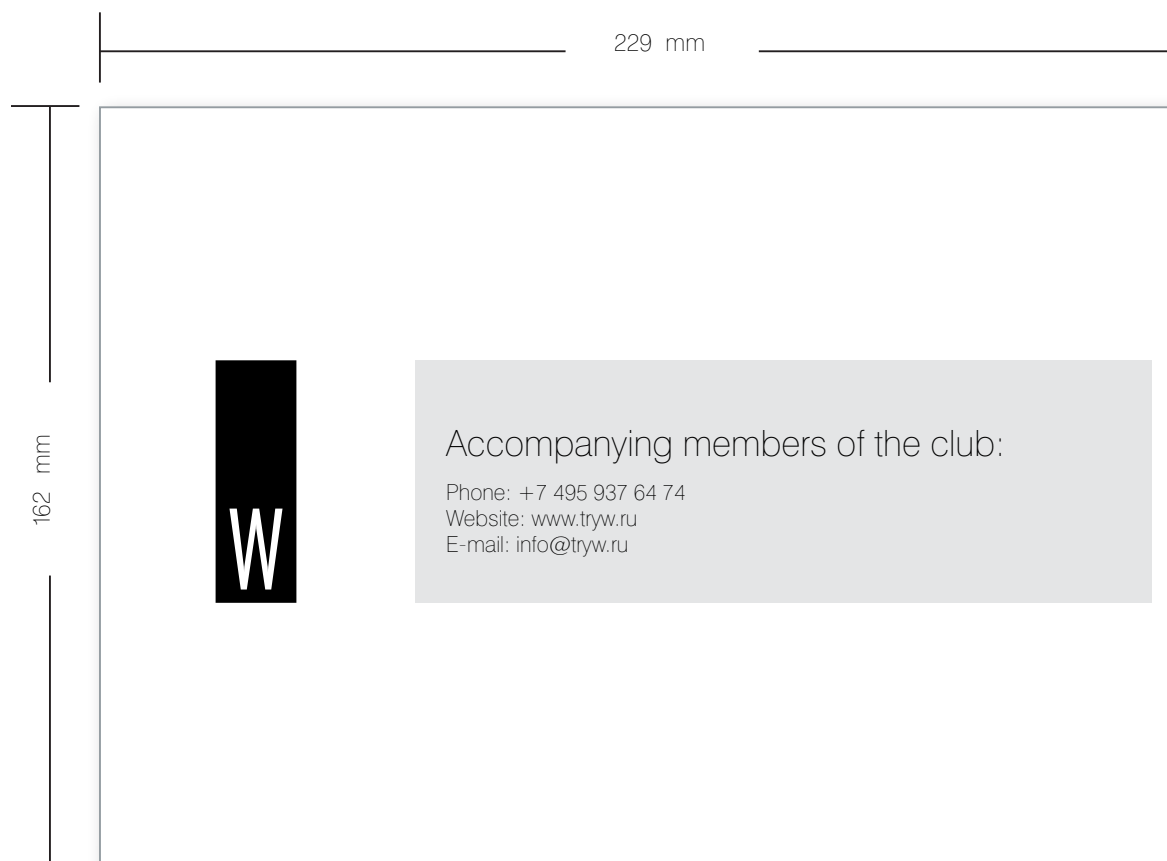 229 mm
162 mm
W
Accompanying members of the club:
Phone: +7 495 937 64 74
Website: www.tryw.ru
E-mail: info@tryw.ru